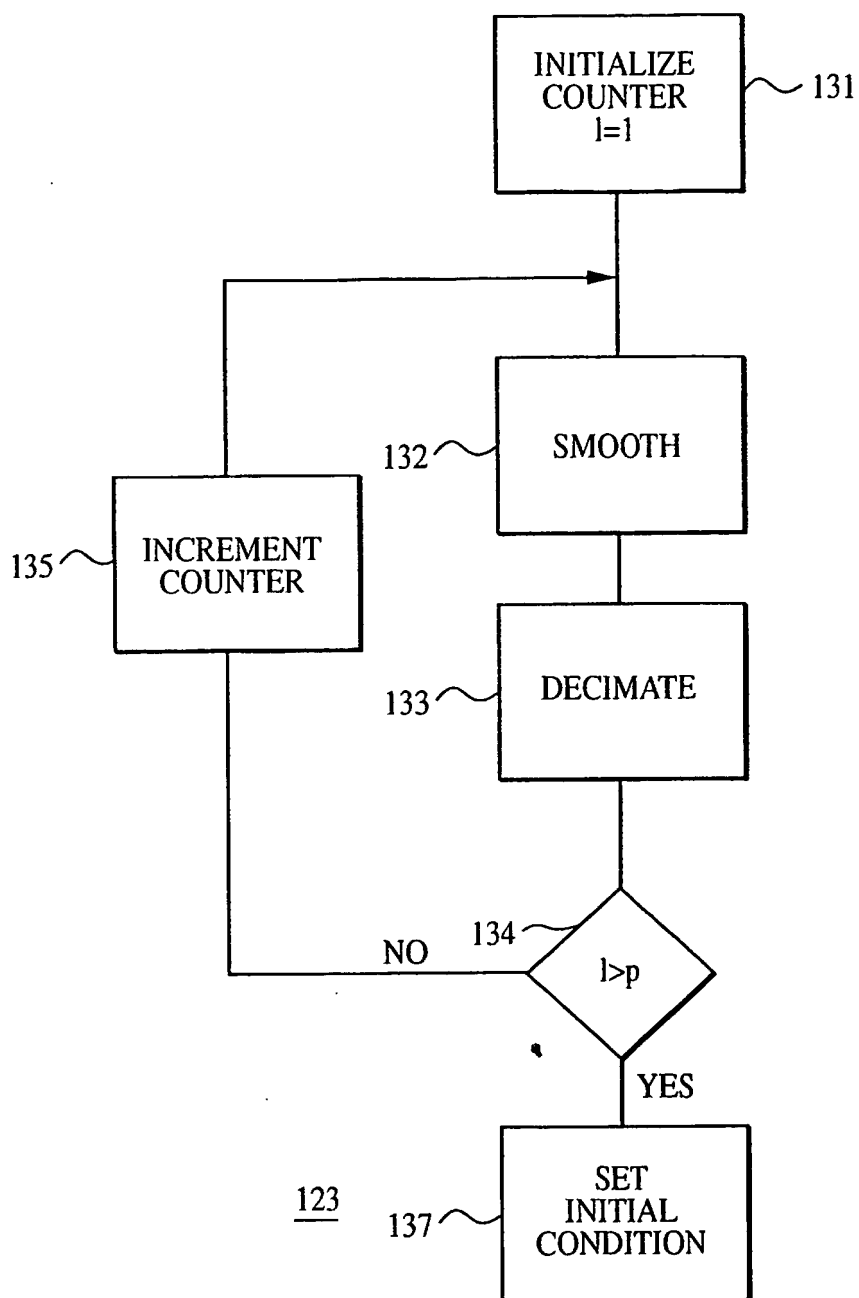 INITIALIZE
COUNTER
l=1
131
132
SMOOTH
135
INCREMENT
COUNTER
133
DECIMATE
134
NO
l>p
YES
123
137
SET
INITIAL
CONDITION